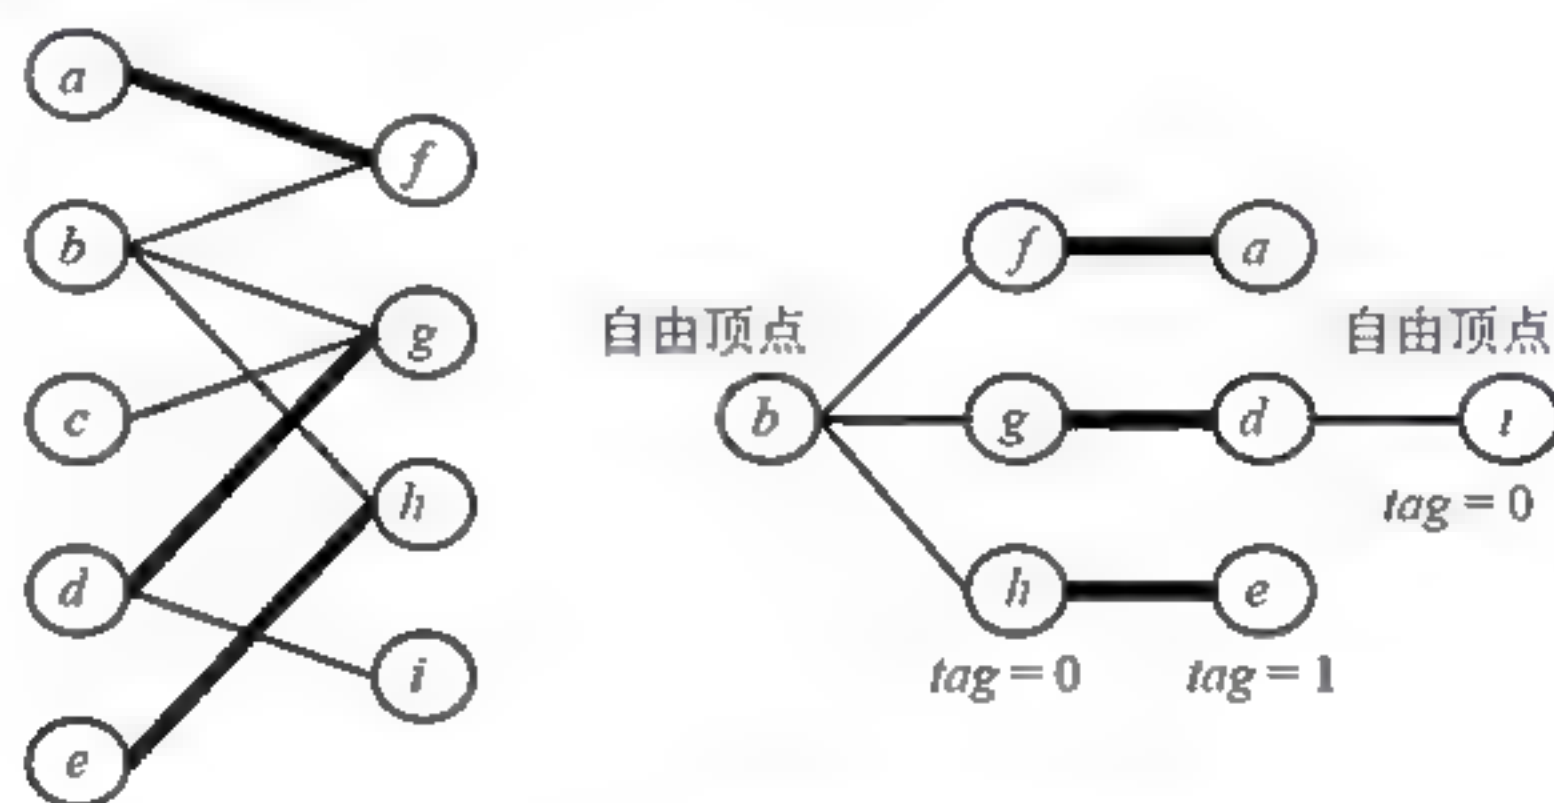 a
f
b
g
c
h
d
i
e
f a
自由顶点 自由顶点
b g d i
tag = 0
h e
tag = 0 tag = 1